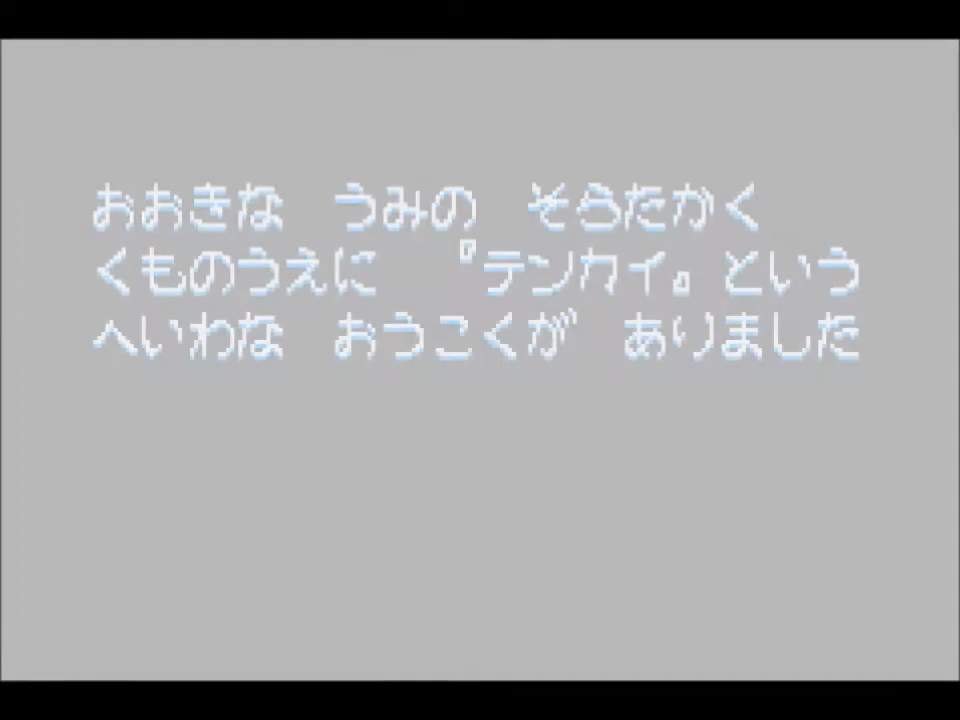 おおきな　うみの　そらたかく
くものうえに　『テンカイ』という
へいわな　おうこくが　ありました